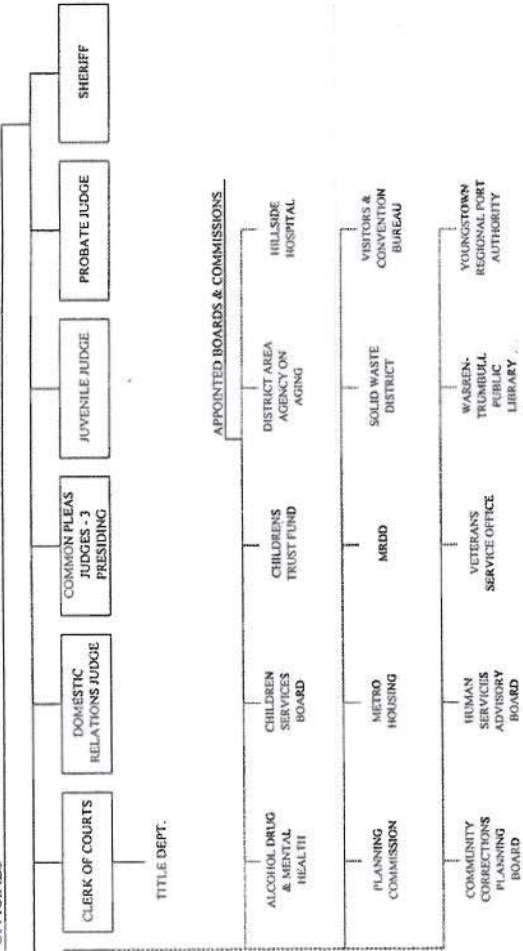 CLERK OF COURTS
DOMESTIC
RELATIONS JUDGE
COMMON PLEAS
JUDGES - 3
PRESIDING
JUVENILE JUDGE
PROBATE JUDGE
SHERIFF
TITLE DEPT.
APPOINTED BOARDS & COMMISSIONS
ALCOHOL DRUG
& MENTAL
HEALTH
CHILDREN
SERVICES
BOARD
CHILDRENS
TRUST FUND
DISTRICT AREA
AGENCY ON
AGING
HILLSIDE
HOSPITAL
PLANNING
COMMISSION
METRO
HOUSING
MRDD
SOLID WASTE
DISTRICT
VISITORS &
CONVENTION
BUREAU
COMMUNITY
CORRECTIONS
PLANNING
BOARD
HUMAN
SERVICES
ADVISORY
BOARD
VETERANS
SERVICE OFFICE
WARREN-
TRUMBULL
PUBLIC
LIBRARY
YOUNGSTOWN
REGIONAL PORT
AUTHORITY